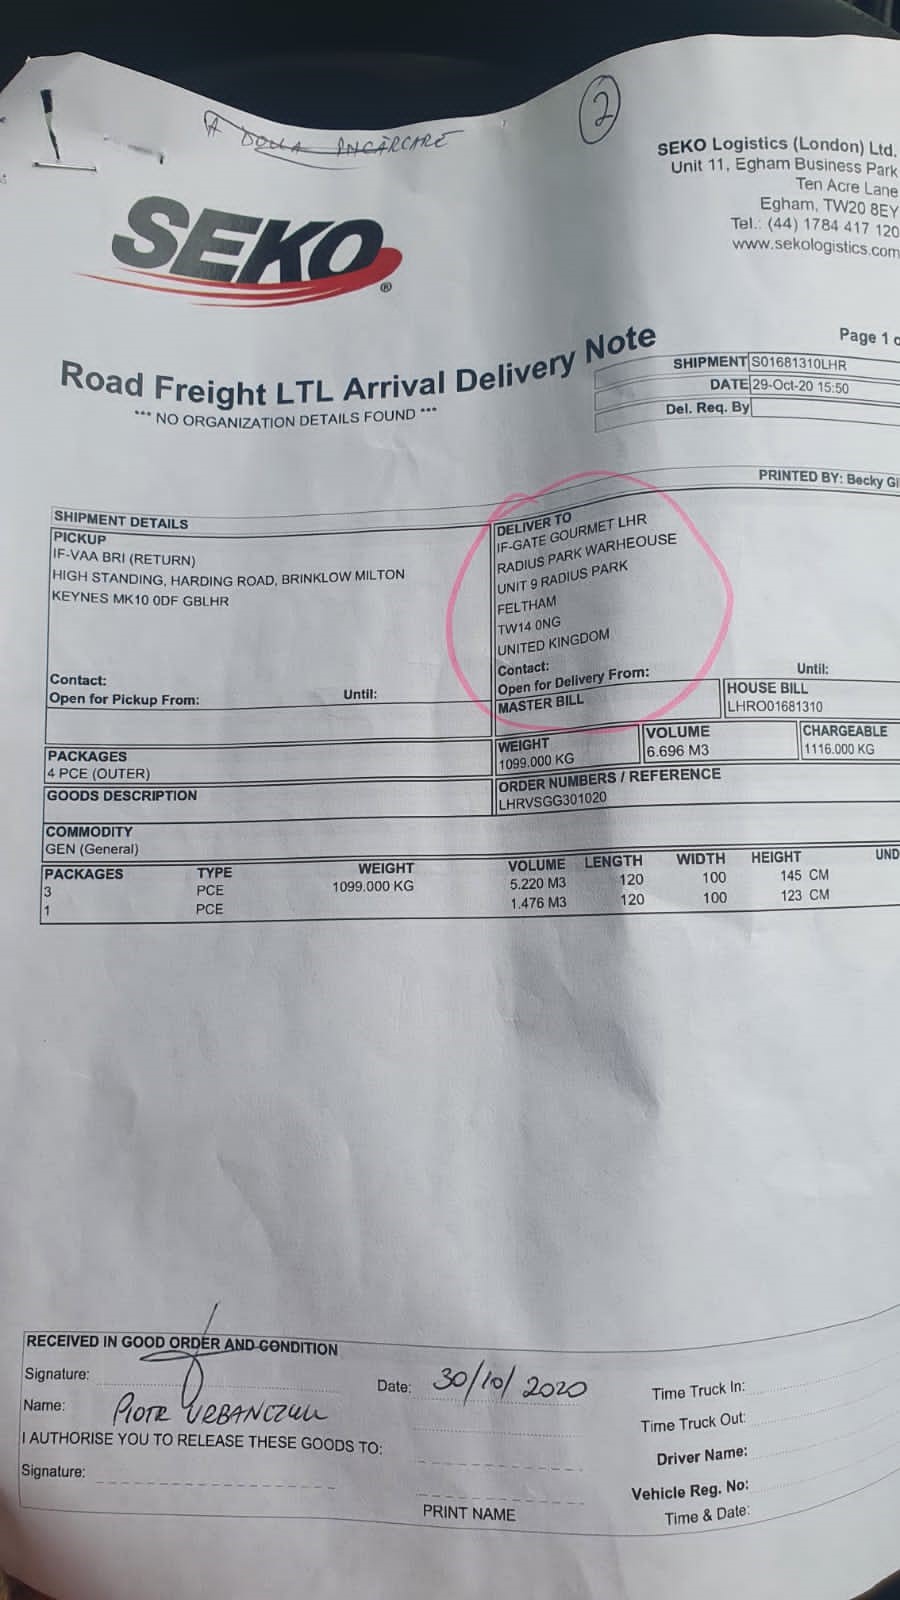 A DOUA INCĂRCARE
2
SEKO Logistics (London) Ltd.
Unit 11, Egham Business Park
Ten Acre Lane
Egham, TW20 8EY
Tel.: (44) 1784 417 120
www.sekologistics.com
SEKO®
Page 1
Road Freight LTL Arrival Delivery Note
*** NO ORGANIZATION DETAILS FOUND ***
SHIPMENT S01681310LHR
DATE 29-Oct-20 15:50
Del. Req. By
PRINTED BY: Becky
SHIPMENT DETAILS
PICKUP
IF-VAA BRI (RETURN)
HIGH STANDING, HARDING ROAD, BRINKLOW MILTON
KEYNES MK10 0DF GBLHR
Contact:
Open for Pickup From: Until:
DELIVER TO
IF-GATE GOURMET LHR
RADIUS PARK WARHEOUSE
UNIT 9 RADIUS PARK
FELTHAM
TW14 0NG
UNITED KINGDOM
Contact:
Open for Delivery From: Until:
MASTER BILL
HOUSE BILL
LHRO01681310
PACKAGES
4 PCE (OUTER)
WEIGHT
1099.000 KG
VOLUME
6.696 M3
CHARGEABLE
1116.000 KG
GOODS DESCRIPTION
ORDER NUMBERS / REFERENCE
LHRVSGG301020
COMMODITY
GEN (General)
PACKAGES TYPE WEIGHT VOLUME LENGTH WIDTH HEIGHT UND
3 PCE 1099.000 KG 5.220 M3 120 100 145 CM
1 PCE 1.476 M3 120 100 123 CM
RECEIVED IN GOOD ORDER AND CONDITION
Signature:
Date: 30/10/2020
Name: PIOTR URBANCZUK
I AUTHORISE YOU TO RELEASE THESE GOODS TO:
Signature:
PRINT NAME
Time Truck In:
Time Truck Out:
Driver Name:
Vehicle Reg. No:
Time & Date: